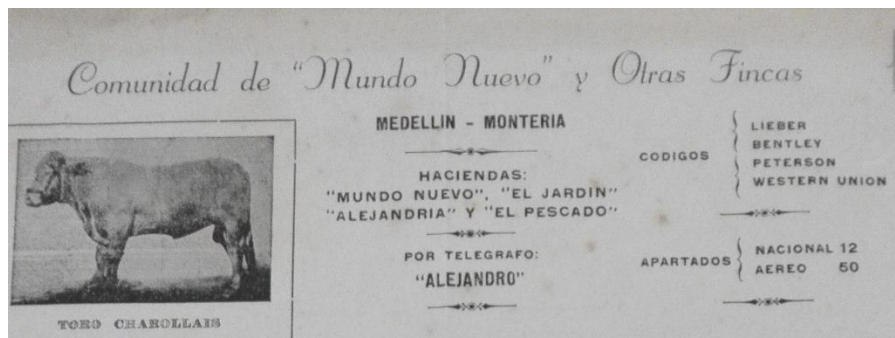 Comunidad de "Mundo Nuevo" y Otras Fincas
MEDELLIN - MONTERIA
HACIENDAS:
"MUNDO NUEVO", "EL JARDIN"
"ALEJANDRIA" Y "EL PESCADO"
POR TELEGRAFO:
"ALEJANDRO"
CODIGOS
LIEBER
BENTLEY
PETERSON
WESTERN UNION
APARTADOS
NACIONAL 12
AEREO 50
TORO CHAROLLAIS